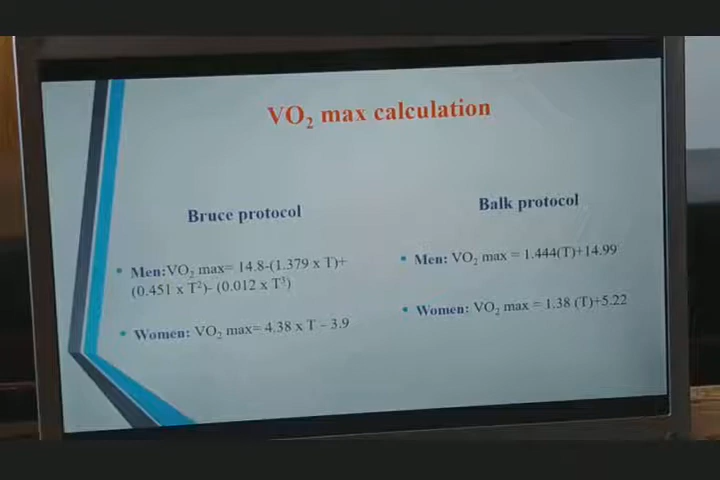 VO₂ max calculation
Bruce protocol
• Men:VO₂ max= 14.8-(1.379 x T)+
(0.451 x T²)- (0.012 x T³)
• Women: VO₂ max= 4.38 x T – 3.9
Balk protocol
• Men: VO₂ max = 1.444(T)+14.99
• Women: VO₂ max = 1.38 (T)+5.22